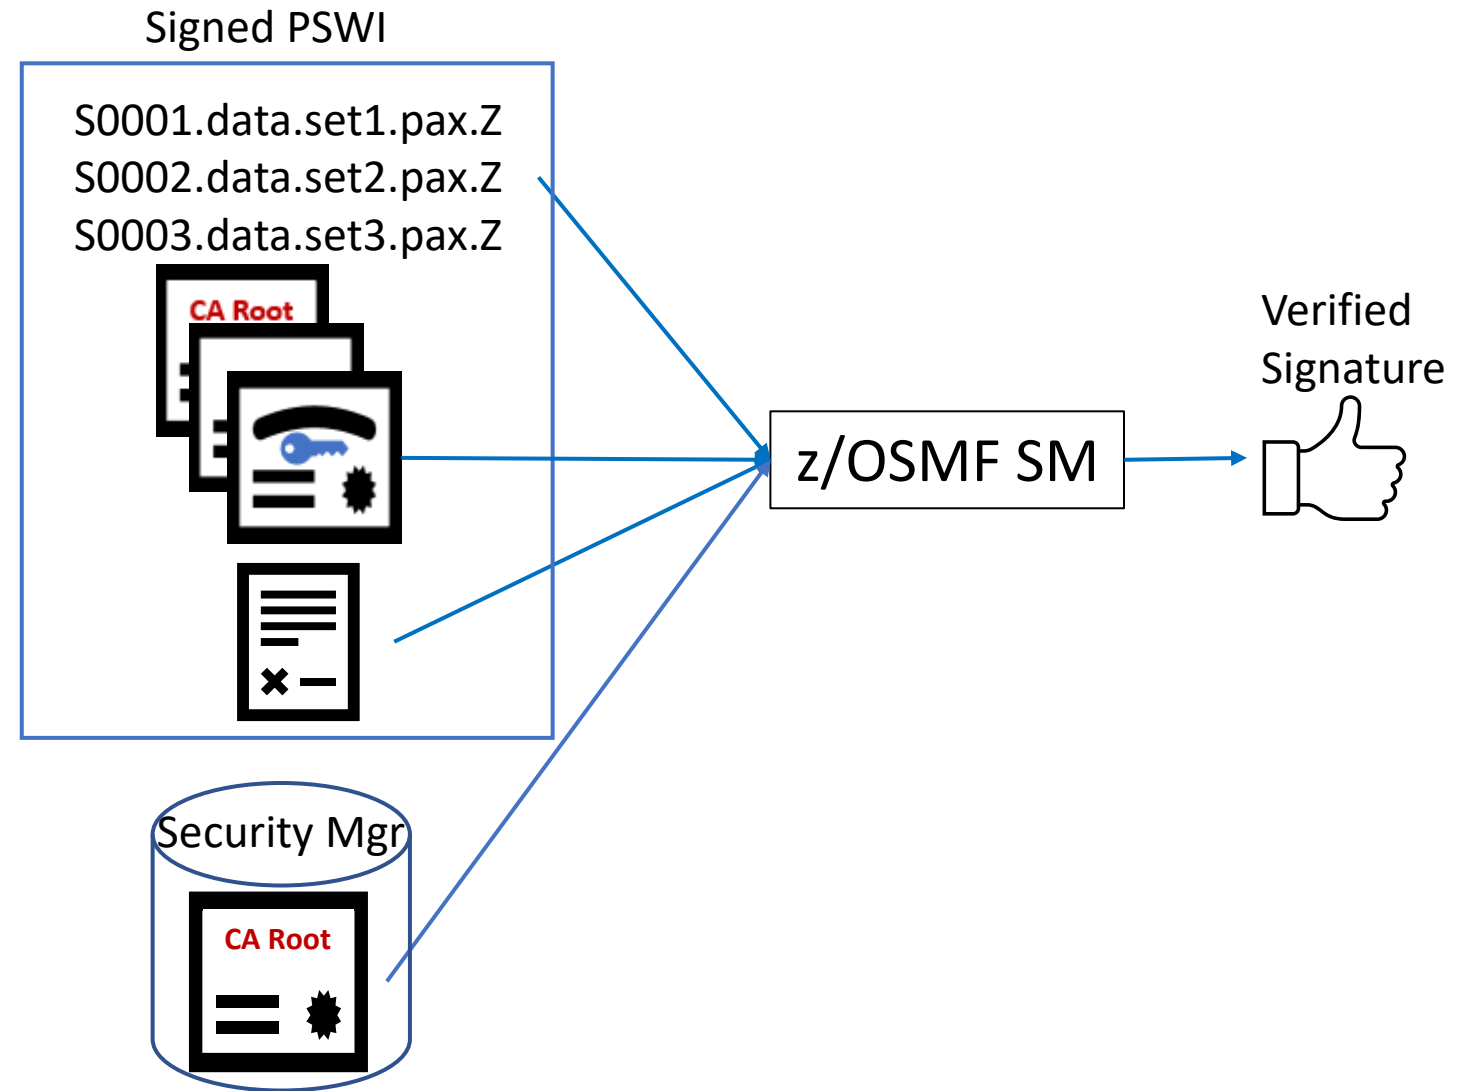 Signed PSWI
S0001.data.set1.pax.Z
S0002.data.set2.pax.Z
S0003.data.set3.pax.Z
CA Root
z/OSMF SM
Verified
Signature
Security Mgr
CA Root